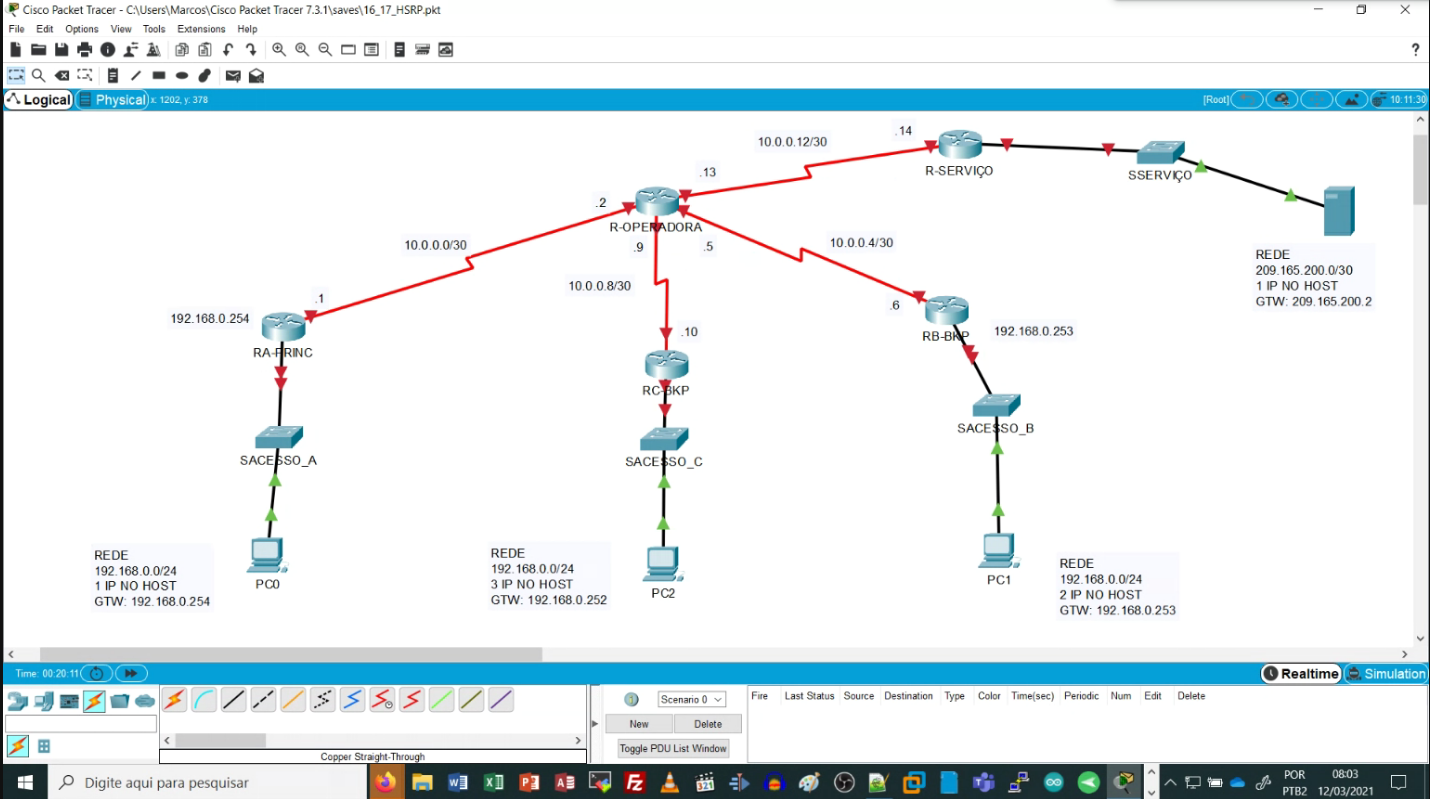 Cisco Packet Tracer - C:\Users\Marcos\Cisco Packet Tracer 7.3.1\saves\16_17_HSRP.pkt
File Edit Options View Tools Extensions Help
?
Logical Physical x: 1202, y: 378 [Root] 10:11:30
10.0.0.12/30
.14
R-SERVIÇO
SSERVIÇO
.13
.2
R-OPERADORA
.9
.5
10.0.0.0/30
10.0.0.4/30
REDE
209.165.200.0/30
1 IP NO HOST
GTW: 209.165.200.2
10.0.0.8/30
.1
.6
192.168.0.254
RA-PRINC
.10
RC-BKP
RB-BKP
192.168.0.253
SACESSO_A
SACESSO_C
SACESSO_B
REDE
192.168.0.0/24
1 IP NO HOST
GTW: 192.168.0.254
PC0
REDE
192.168.0.0/24
3 IP NO HOST
GTW: 192.168.0.252
PC2
PC1
REDE
192.168.0.0/24
2 IP NO HOST
GTW: 192.168.0.253
Time: 00:20:11 Realtime Simulation
Scenario 0
New Delete
Toggle PDU List Window
Fire Last Status Source Destination Type Color Time(sec) Periodic Num Edit Delete
Copper Straight-Through
Digite aqui para pesquisar
321
POR
PTB2
08:03
12/03/2021